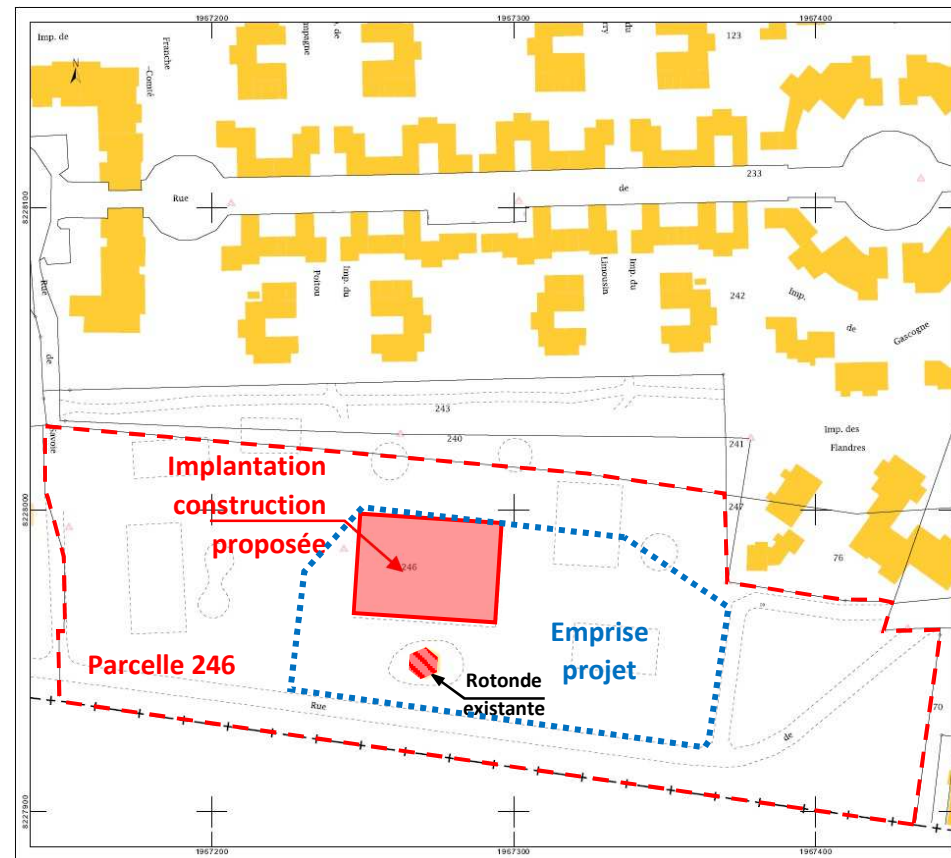 1967200
1967300
1967400
Imp. de
Franche
-Comté
de
du
123
Rue
de
233
8228100
Poitou
Imp. du
Limousin
Imp. du
242
Imp.
de
Gascogne
Rue
de
Savoie
243
240
241
Imp. des
Flandres
247
76
8228000
Implantation
construction
proposée
246
Emprise
projet
Parcelle 246
Rotonde
existante
Rue
de
70
8227900
1967200
1967300
1967400
N